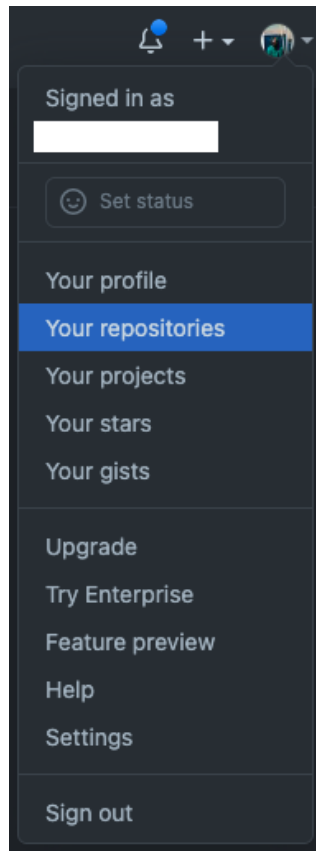 Signed in as
Set status
Your profile
Your repositories
Your projects
Your stars
Your gists
Upgrade
Try Enterprise
Feature preview
Help
Settings
Sign out